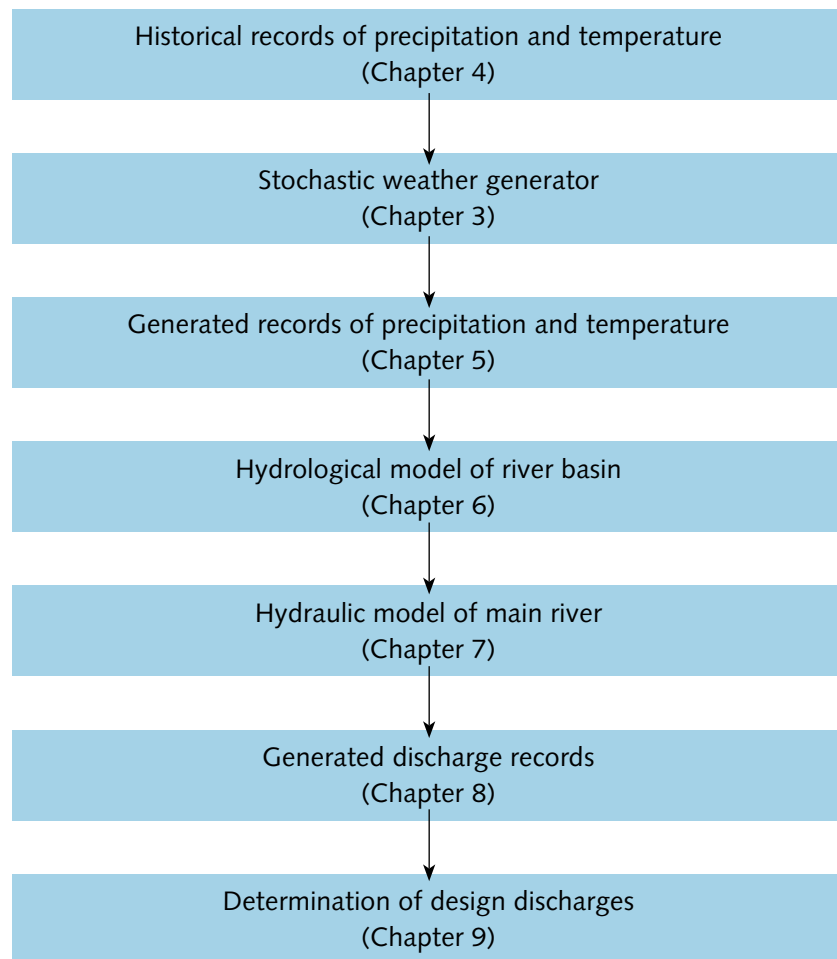 Historical records of precipitation and temperature
(Chapter 4)
Stochastic weather generator
(Chapter 3)
Generated records of precipitation and temperature
(Chapter 5)
Hydrological model of river basin
(Chapter 6)
Hydraulic model of main river
(Chapter 7)
Generated discharge records
(Chapter 8)
Determination of design discharges
(Chapter 9)